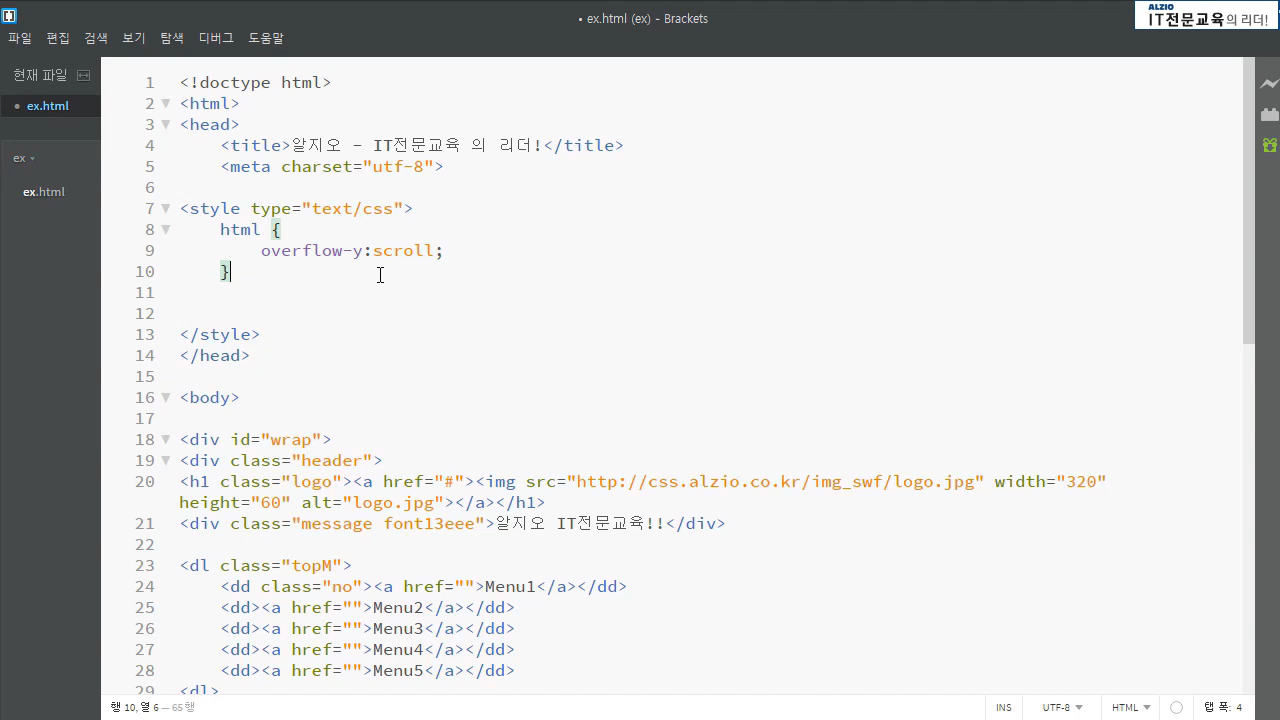 • ex.html (ex) - Brackets
ALZIO
IT전문교육의 리더!
파일 편집 검색 보기 탐색 디버그 도움말
현재 파일
• ex.html
ex
ex.html
1 <!doctype html>
2 <html>
3 <head>
4 <title>알지오 - IT전문교육 의 리더!</title>
5 <meta charset="utf-8">
6
7 <style type="text/css">
8 html {
9 overflow-y:scroll;
10 }
11
12
13 </style>
14 </head>
15
16 <body>
17
18 <div id="wrap">
19 <div class="header">
20 <h1 class="logo"><a href="#"><img src="http://css.alzio.co.kr/img_swf/logo.jpg" width="320"
height="60" alt="logo.jpg"></a></h1>
21 <div class="message font13eee">알지오 IT전문교육!!</div>
22
23 <dl class="topM">
24 <dd class="no"><a href="">Menu1</a></dd>
25 <dd><a href="">Menu2</a></dd>
26 <dd><a href="">Menu3</a></dd>
27 <dd><a href="">Menu4</a></dd>
28 <dd><a href="">Menu5</a></dd>
29 <dl>
행 10, 열 6 — 65 행 INS UTF-8 HTML 탭 폭: 4